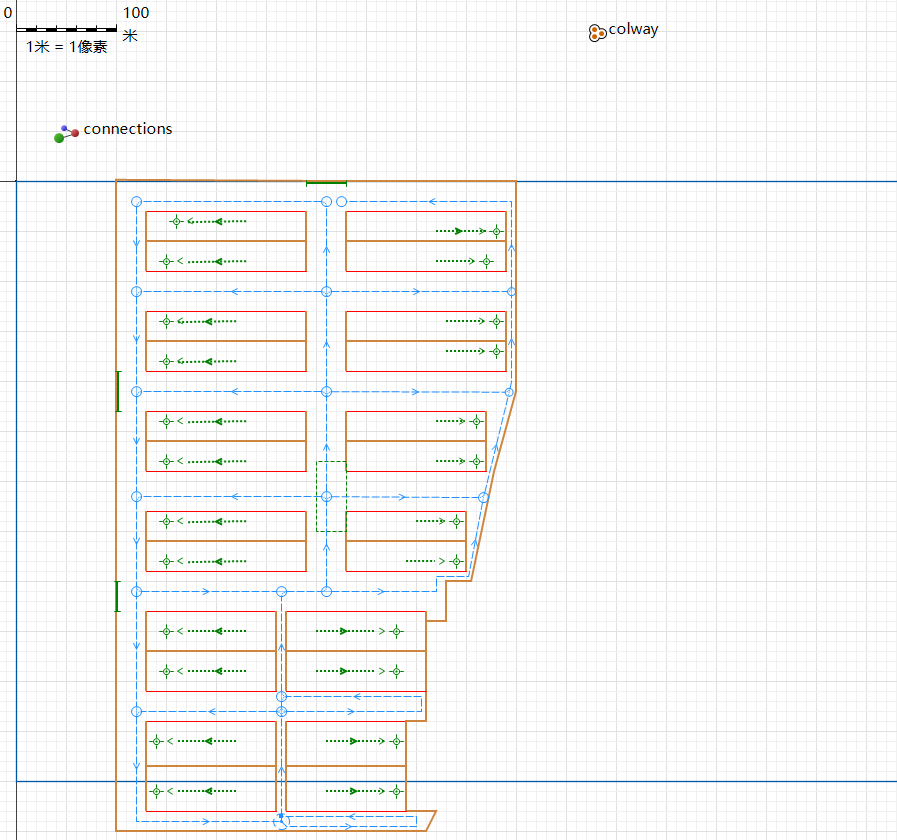 0
100
米
1米 = 1像素
colway
connections